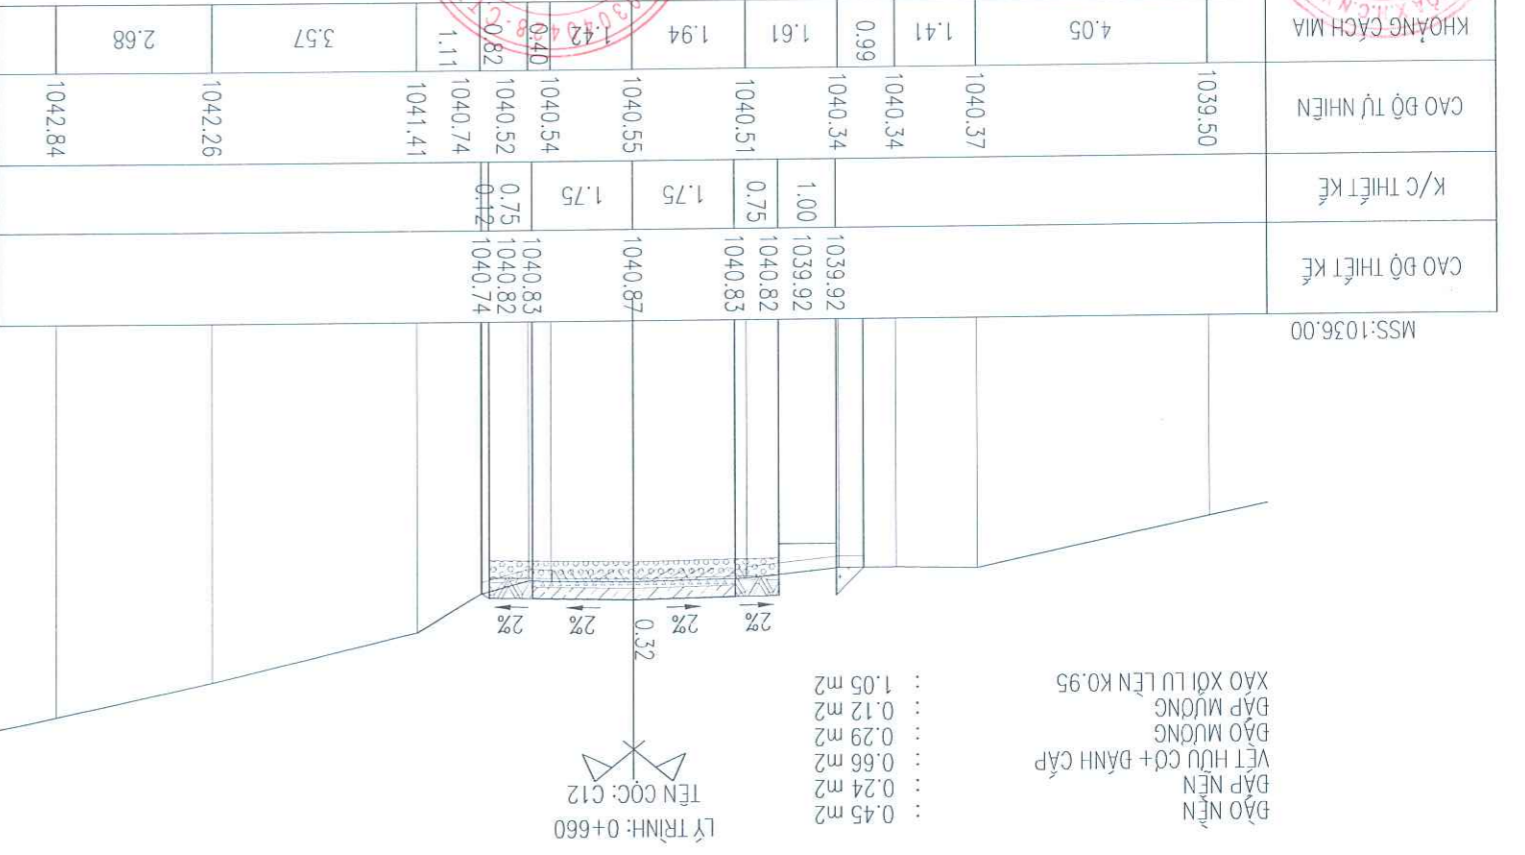 LÝ TRÌNH: 0+660
TÊN CỌC: C12
ĐÀO NỀN : 0.45 m2
ĐẮP NỀN : 0.24 m2
VÉT HỮU CƠ+ ĐÁNH CẤP : 0.66 m2
ĐÀO MƯƠNG : 0.29 m2
ĐẮP MƯƠNG : 0.12 m2
XÁO XỚI LU LÈN K0.95 : 1.05 m2
0.32
2% 2% 2% 2%
MSS:1036.00
CAO ĐỘ THIẾT KẾ 1039.92 1039.92 1040.82 1040.83 1040.87 1040.83 1040.82 1040.74
K/C THIẾT KẾ 1.00 0.75 1.75 1.75 0.75 0.12
CAO ĐỘ TỰ NHIÊN 1039.50 1040.37 1040.34 1040.34 1040.51 1040.55 1040.54 1040.52 1040.74 1041.41 1042.26 1042.84
KHOẢNG CÁCH MIA 4.05 1.41 0.99 1.61 1.94 1.42 0.40 0.82 1.11 3.57 2.68